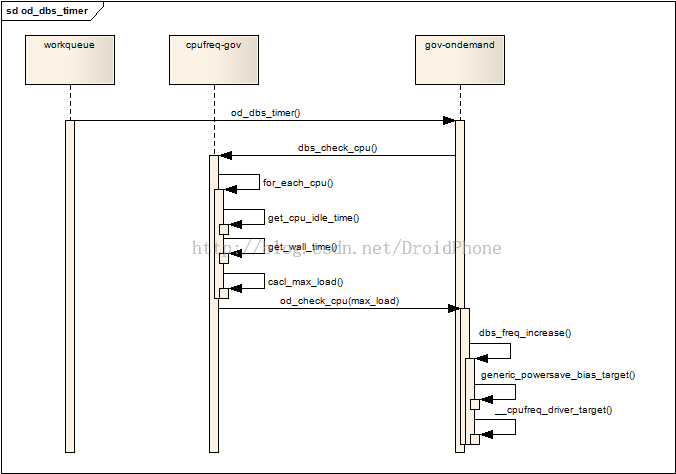 sd od_dbs_timer
workqueue
cpufreq-gov
gov-ondemand
od_dbs_timer()
dbs_check_cpu()
for_each_cpu()
get_cpu_idle_time()
get_wall_time()
http://blog.csdn.net/DroidPhone
cacl_max_load()
od_check_cpu(max_load)
dbs_freq_increase()
generic_powersave_bias_target()
__cpufreq_driver_target()